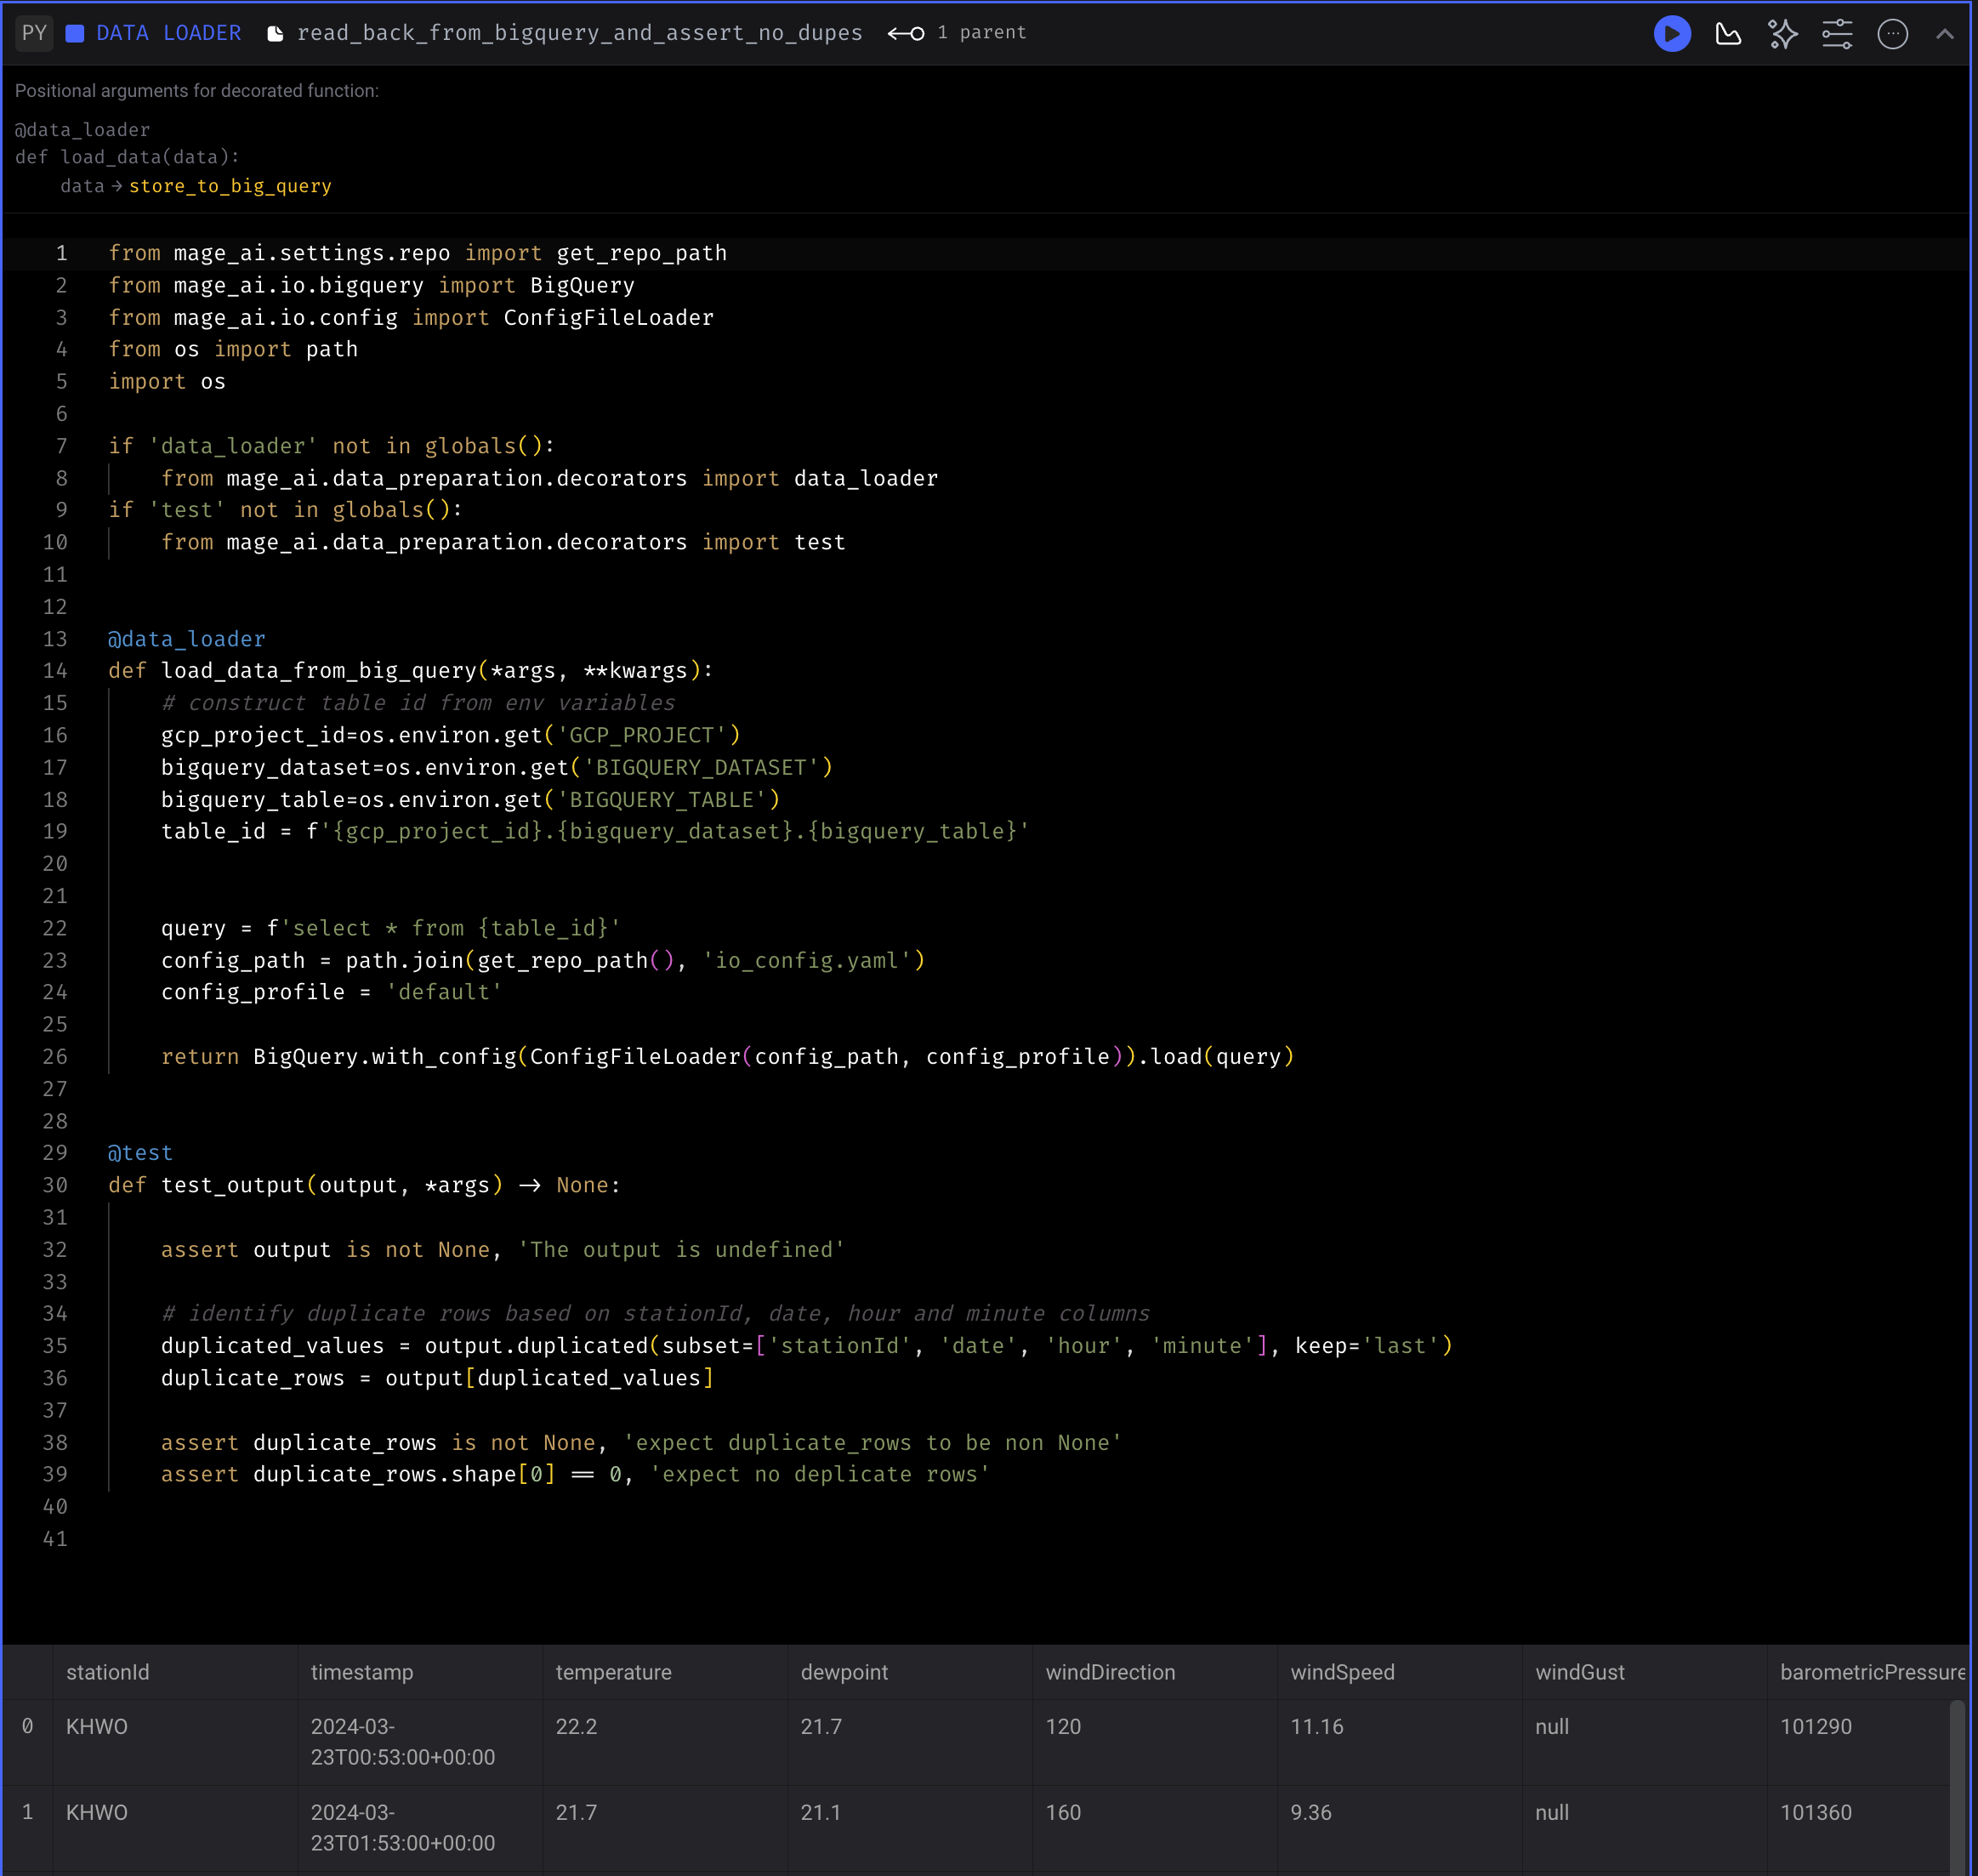 PY DATA LOADER read_back_from_bigquery_and_assert_no_dupes 1 parent
Positional arguments for decorated function:
@data_loader
def load_data(data):
data → store_to_big_query
1 from mage_ai.settings.repo import get_repo_path
2 from mage_ai.io.bigquery import BigQuery
3 from mage_ai.io.config import ConfigFileLoader
4 from os import path
5 import os
6
7 if 'data_loader' not in globals():
8     from mage_ai.data_preparation.decorators import data_loader
9 if 'test' not in globals():
10     from mage_ai.data_preparation.decorators import test
11
12
13 @data_loader
14 def load_data_from_big_query(*args, **kwargs):
15     # construct table id from env variables
16     gcp_project_id=os.environ.get('GCP_PROJECT')
17     bigquery_dataset=os.environ.get('BIGQUERY_DATASET')
18     bigquery_table=os.environ.get('BIGQUERY_TABLE')
19     table_id = f'{gcp_project_id}.{bigquery_dataset}.{bigquery_table}'
20
21
22     query = f'select * from {table_id}'
23     config_path = path.join(get_repo_path(), 'io_config.yaml')
24     config_profile = 'default'
25
26     return BigQuery.with_config(ConfigFileLoader(config_path, config_profile)).load(query)
27
28
29 @test
30 def test_output(output, *args) -> None:
31
32     assert output is not None, 'The output is undefined'
33
34     # identify duplicate rows based on stationId, date, hour and minute columns
35     duplicated_values = output.duplicated(subset=['stationId', 'date', 'hour', 'minute'], keep='last')
36     duplicate_rows = output[duplicated_values]
37
38     assert duplicate_rows is not None, 'expect duplicate_rows to be non None'
39     assert duplicate_rows.shape[0] == 0, 'expect no deplicate rows'
40
41
stationId timestamp temperature dewpoint windDirection windSpeed windGust barometricPressure
0 KHWO 2024-03-23T00:53:00+00:00 22.2 21.7 120 11.16 null 101290
1 KHWO 2024-03-23T01:53:00+00:00 21.7 21.1 160 9.36 null 101360